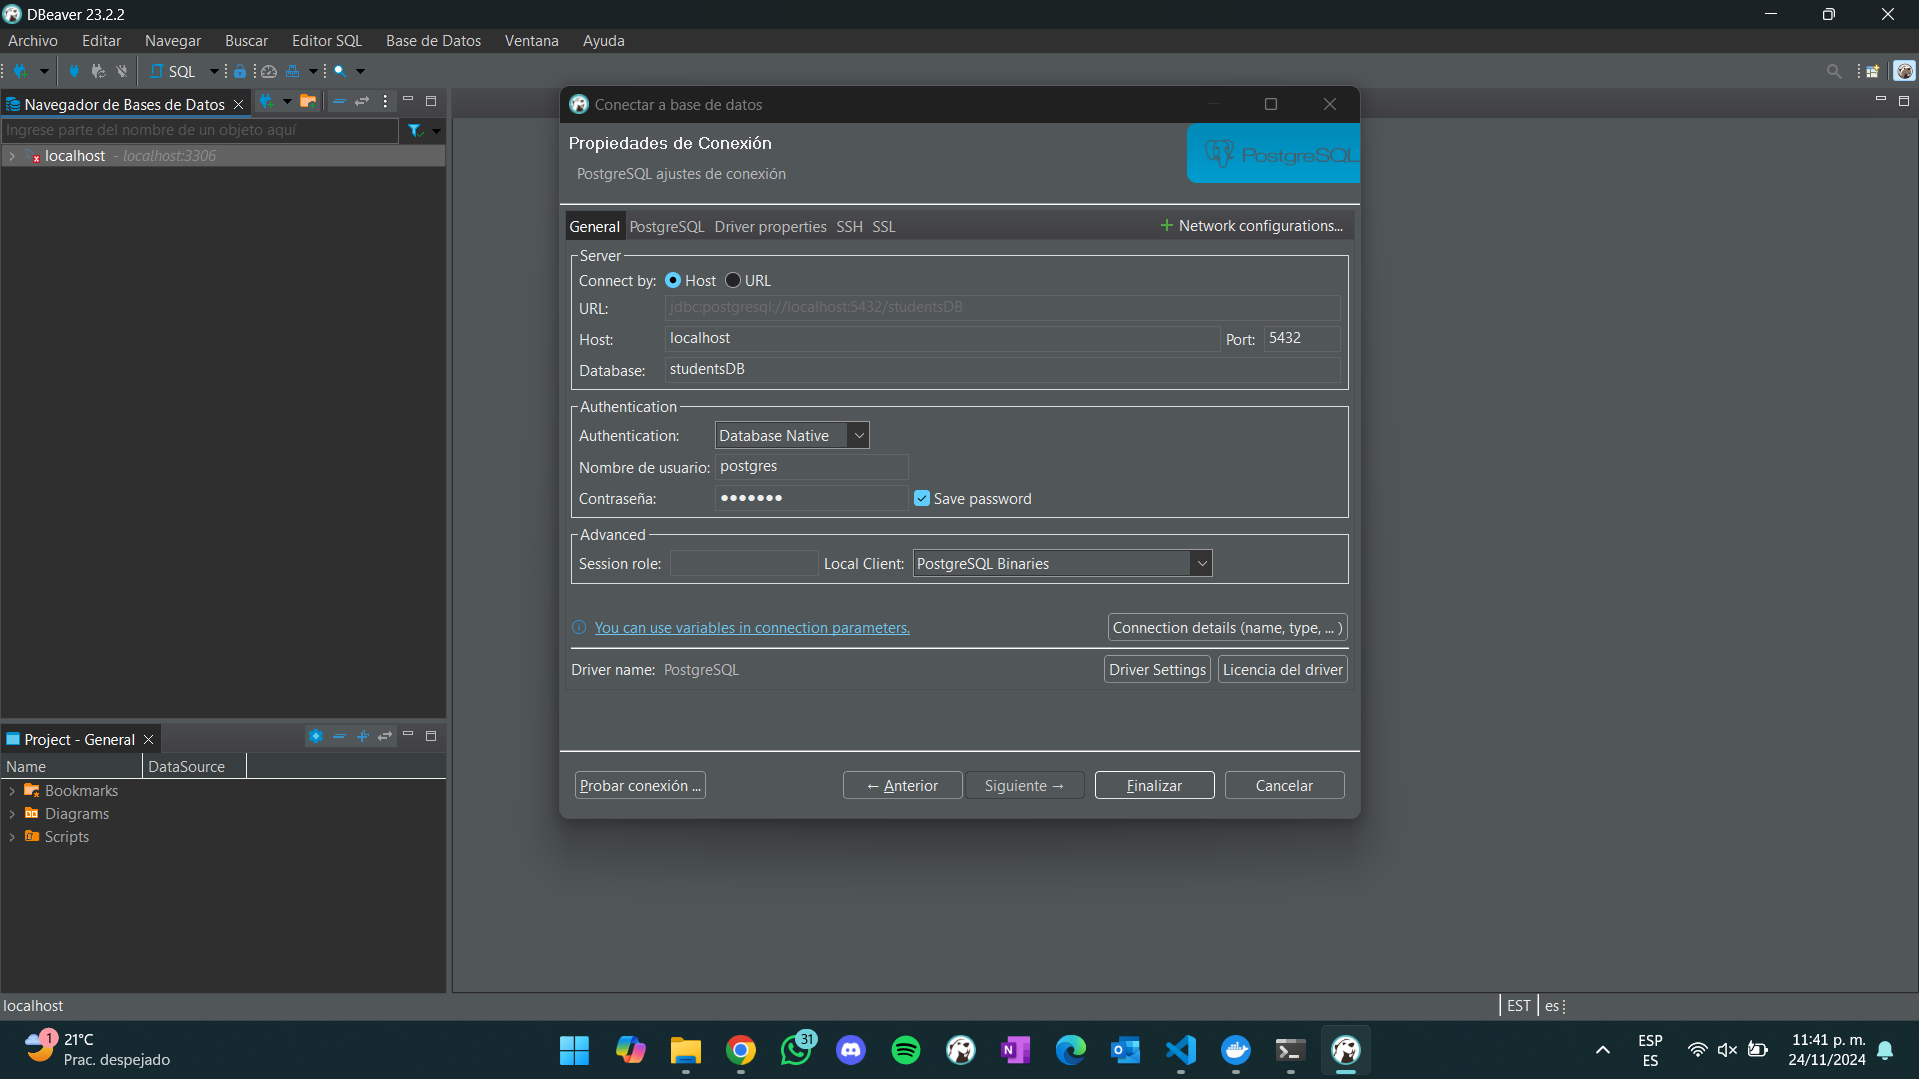 DBeaver 23.2.2
Archivo Editar Navegar Buscar Editor SQL Base de Datos Ventana Ayuda
SQL
Navegador de Bases de Datos
Ingrese parte del nombre de un objeto aquí
localhost - localhost:3306
Conectar a base de datos
Propiedades de Conexión
PostgreSQL ajustes de conexión
PostgreSQL
General PostgreSQL Driver properties SSH SSL Network configurations...
Server
Connect by: Host URL
URL: jdbc:postgresql://localhost:5432/studentsDB
Host: localhost Port: 5432
Database: studentsDB
Authentication
Authentication: Database Native
Nombre de usuario: postgres
Contraseña: ●●●●●●● Save password
Advanced
Session role: Local Client: PostgreSQL Binaries
You can use variables in connection parameters. Connection details (name, type, ... )
Driver name: PostgreSQL Driver Settings Licencia del driver
Probar conexión ... ← Anterior Siguiente → Finalizar Cancelar
Project - General
Name DataSource
Bookmarks
Diagrams
Scripts
localhost EST es
1 21°C
Prac. despejado
31
ESP
ES
11:41 p. m.
24/11/2024